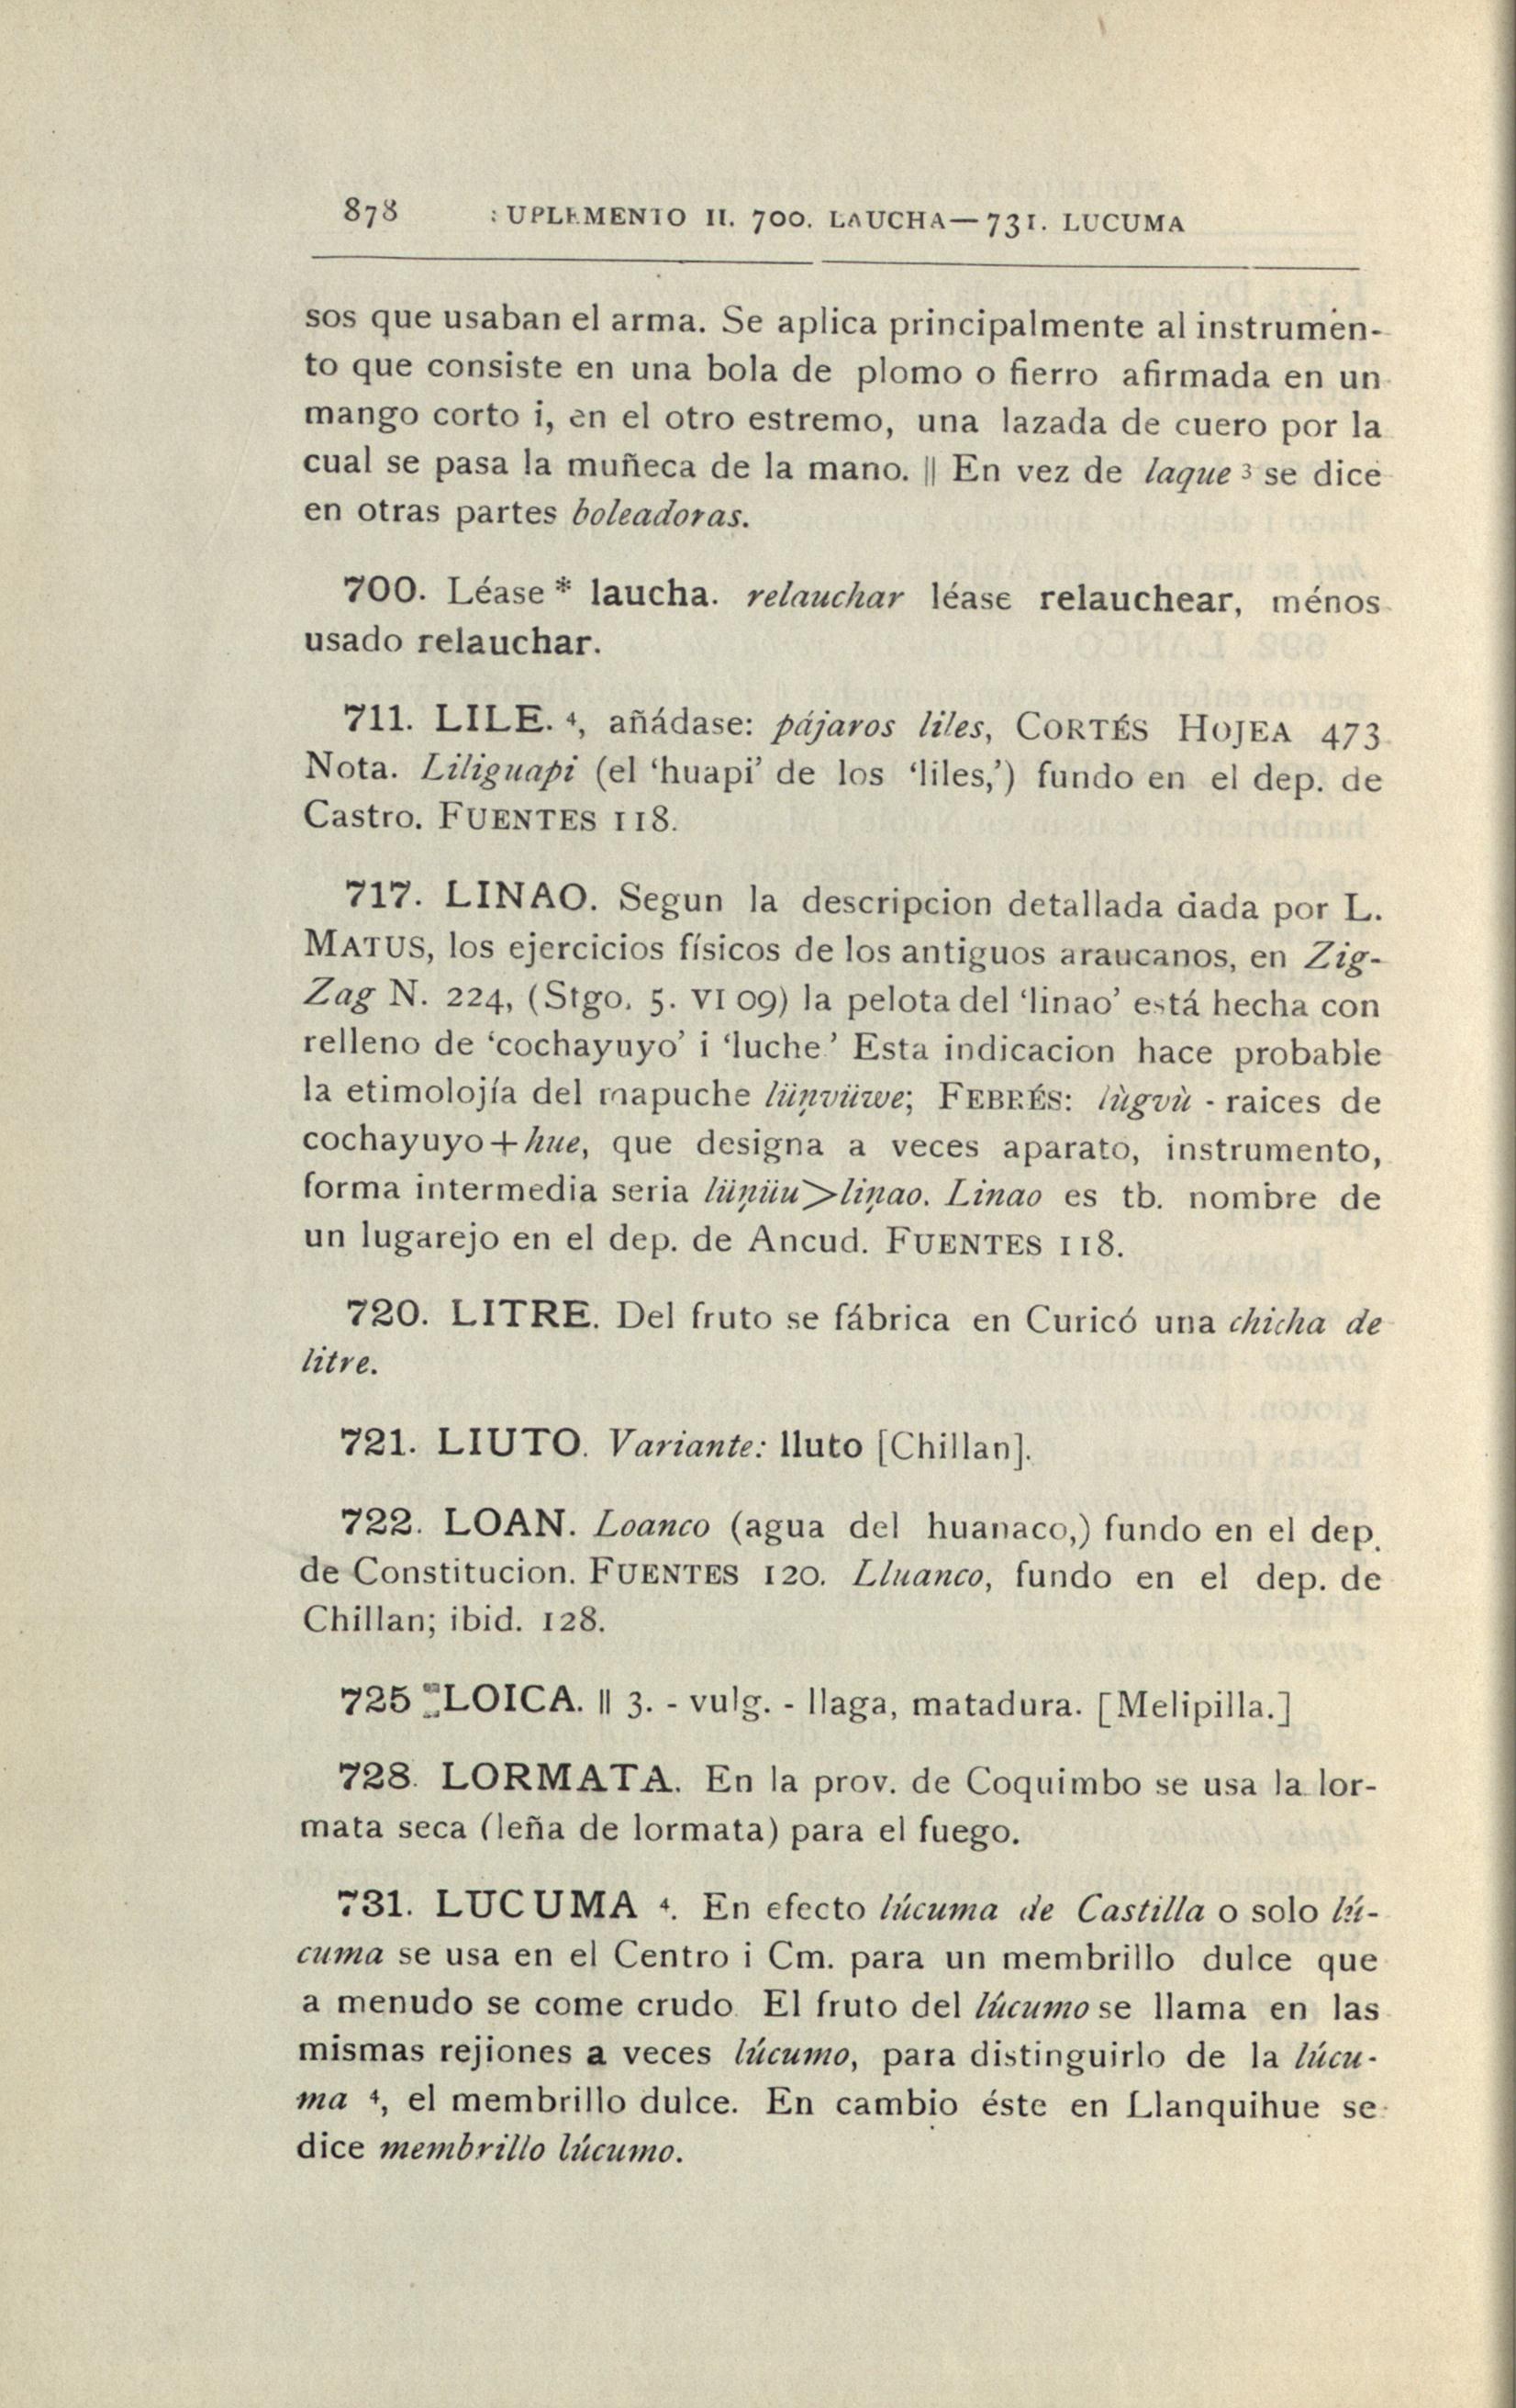 878 SUPLEMENTO II. 700. LAUCHA—731. LUCUMA
sos que usaban el arma. Se aplica principalmente al instrumen-
to que consiste en una bola de plomo o fierro afirmada en un
mango corto i, en el otro estremo, una lazada de cuero por la
cual se pasa la muñeca de la mano. || En vez de laque ³ se dice
en otras partes boleadoras.
700. Léase * laucha. relauchar léase relauchear, ménos
usado relauchar.
711. LILE. ⁴, añádase: pájaros liles, CORTÉS HOJEA 473
Nota. Liliguapi (el ‘huapi’ de los ‘liles,’) fundo en el dep. de
Castro. FUENTES 118.
717. LINAO. Segun la descripcion detallada dada por L.
MATUS, los ejercicios físicos de los antiguos araucanos, en Zig-
Zag N. 224, (Stgo. 5. VI 09) la pelota del ‘linao’ está hecha con
relleno de ‘cochayuyo’ i ‘luche.’ Esta indicacion hace probable
la etimolojía del mapuche lüṇvüwe; FEBRÉS: lùgvù - raices de
cochayuyo + hue, que designa a veces aparato, instrumento,
forma intermedia seria lüṇüu>liṇao. Linao es tb. nombre de
un lugarejo en el dep. de Ancud. FUENTES 118.
720. LITRE. Del fruto se fábrica en Curicó una chicha de
litre.
721. LIUTO. Variante: lluto [Chillan].
722. LOAN. Loanco (agua del huanaco,) fundo en el dep.
de Constitucion. FUENTES 120. Lluanco, fundo en el dep. de
Chillan; ibid. 128.
725 LOICA. || 3. - vulg. - llaga, matadura. [Melipilla.]
728. LORMATA. En la prov. de Coquimbo se usa la lor-
mata seca (leña de lormata) para el fuego.
731. LUCUMA ⁴. En efecto lúcuma de Castilla o solo lú-
cuma se usa en el Centro i Cm. para un membrillo dulce que
a menudo se come crudo El fruto del lúcumo se llama en las
mismas rejiones a veces lúcumo, para distinguirlo de la lúcu-
ma ⁴, el membrillo dulce. En cambio éste en Llanquihue se
dice membrillo lúcumo.